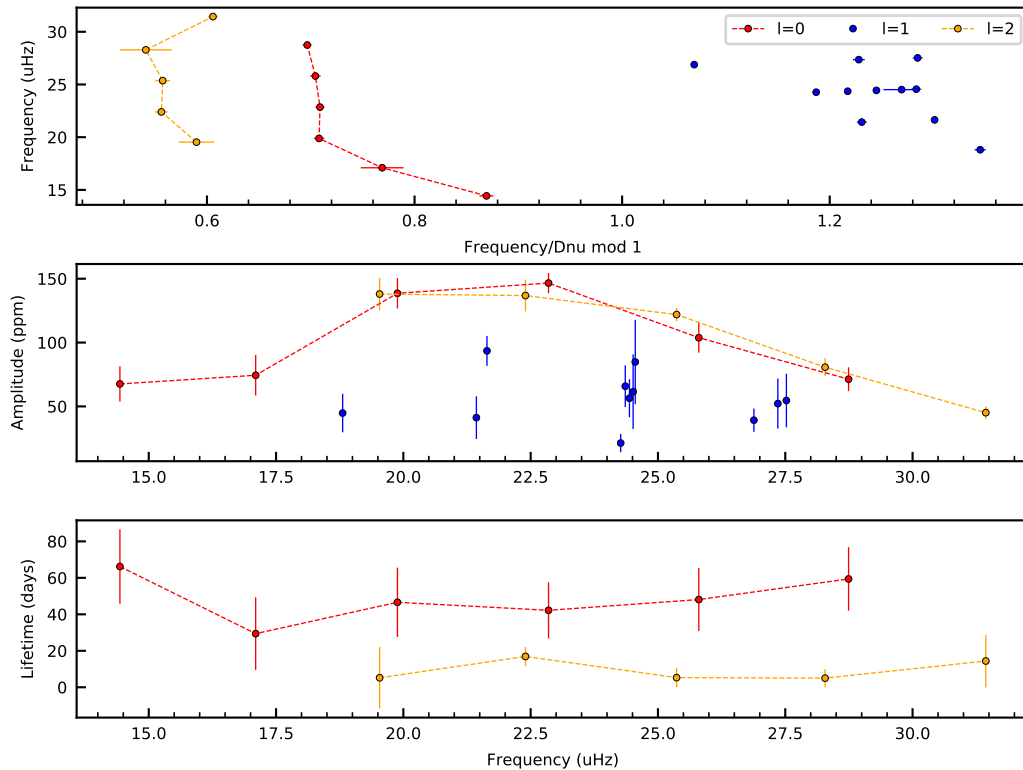 l=0 l=1 l=2
30
25
20
15
Frequency (uHz)
0.6 0.8 1.0 1.2
Frequency/Dnu mod 1
150
100
50
Amplitude (ppm)
15.0 17.5 20.0 22.5 25.0 27.5 30.0
80
60
40
20
0
Lifetime (days)
15.0 17.5 20.0 22.5 25.0 27.5 30.0
Frequency (uHz)